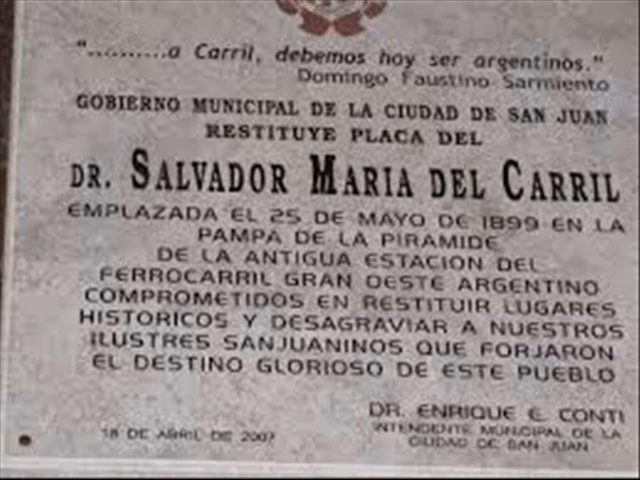 "..........a Carril, debemos hoy ser argentinos."
Domingo Faustino Sarmiento
GOBIERNO MUNICIPAL DE LA CIUDAD DE SAN JUAN
RESTITUYE PLACA DEL
DR. SALVADOR MARIA DEL CARRIL
EMPLAZADA EL 25 DE MAYO DE 1899 EN LA
PAMPA DE LA PIRAMIDE
DE LA ANTIGUA ESTACION DEL
FERROCARRIL GRAN OESTE ARGENTINO
COMPROMETIDOS EN RESTITUIR LUGARES
HISTORICOS Y DESAGRAVIAR A NUESTROS
ILUSTRES SANJUANINOS QUE FORJARON
EL DESTINO GLORIOSO DE ESTE PUEBLO
DR. ENRIQUE E. CONTI
INTENDENTE MUNICIPAL DE LA
CIUDAD DE SAN JUAN
18 DE ABRIL DE 2007